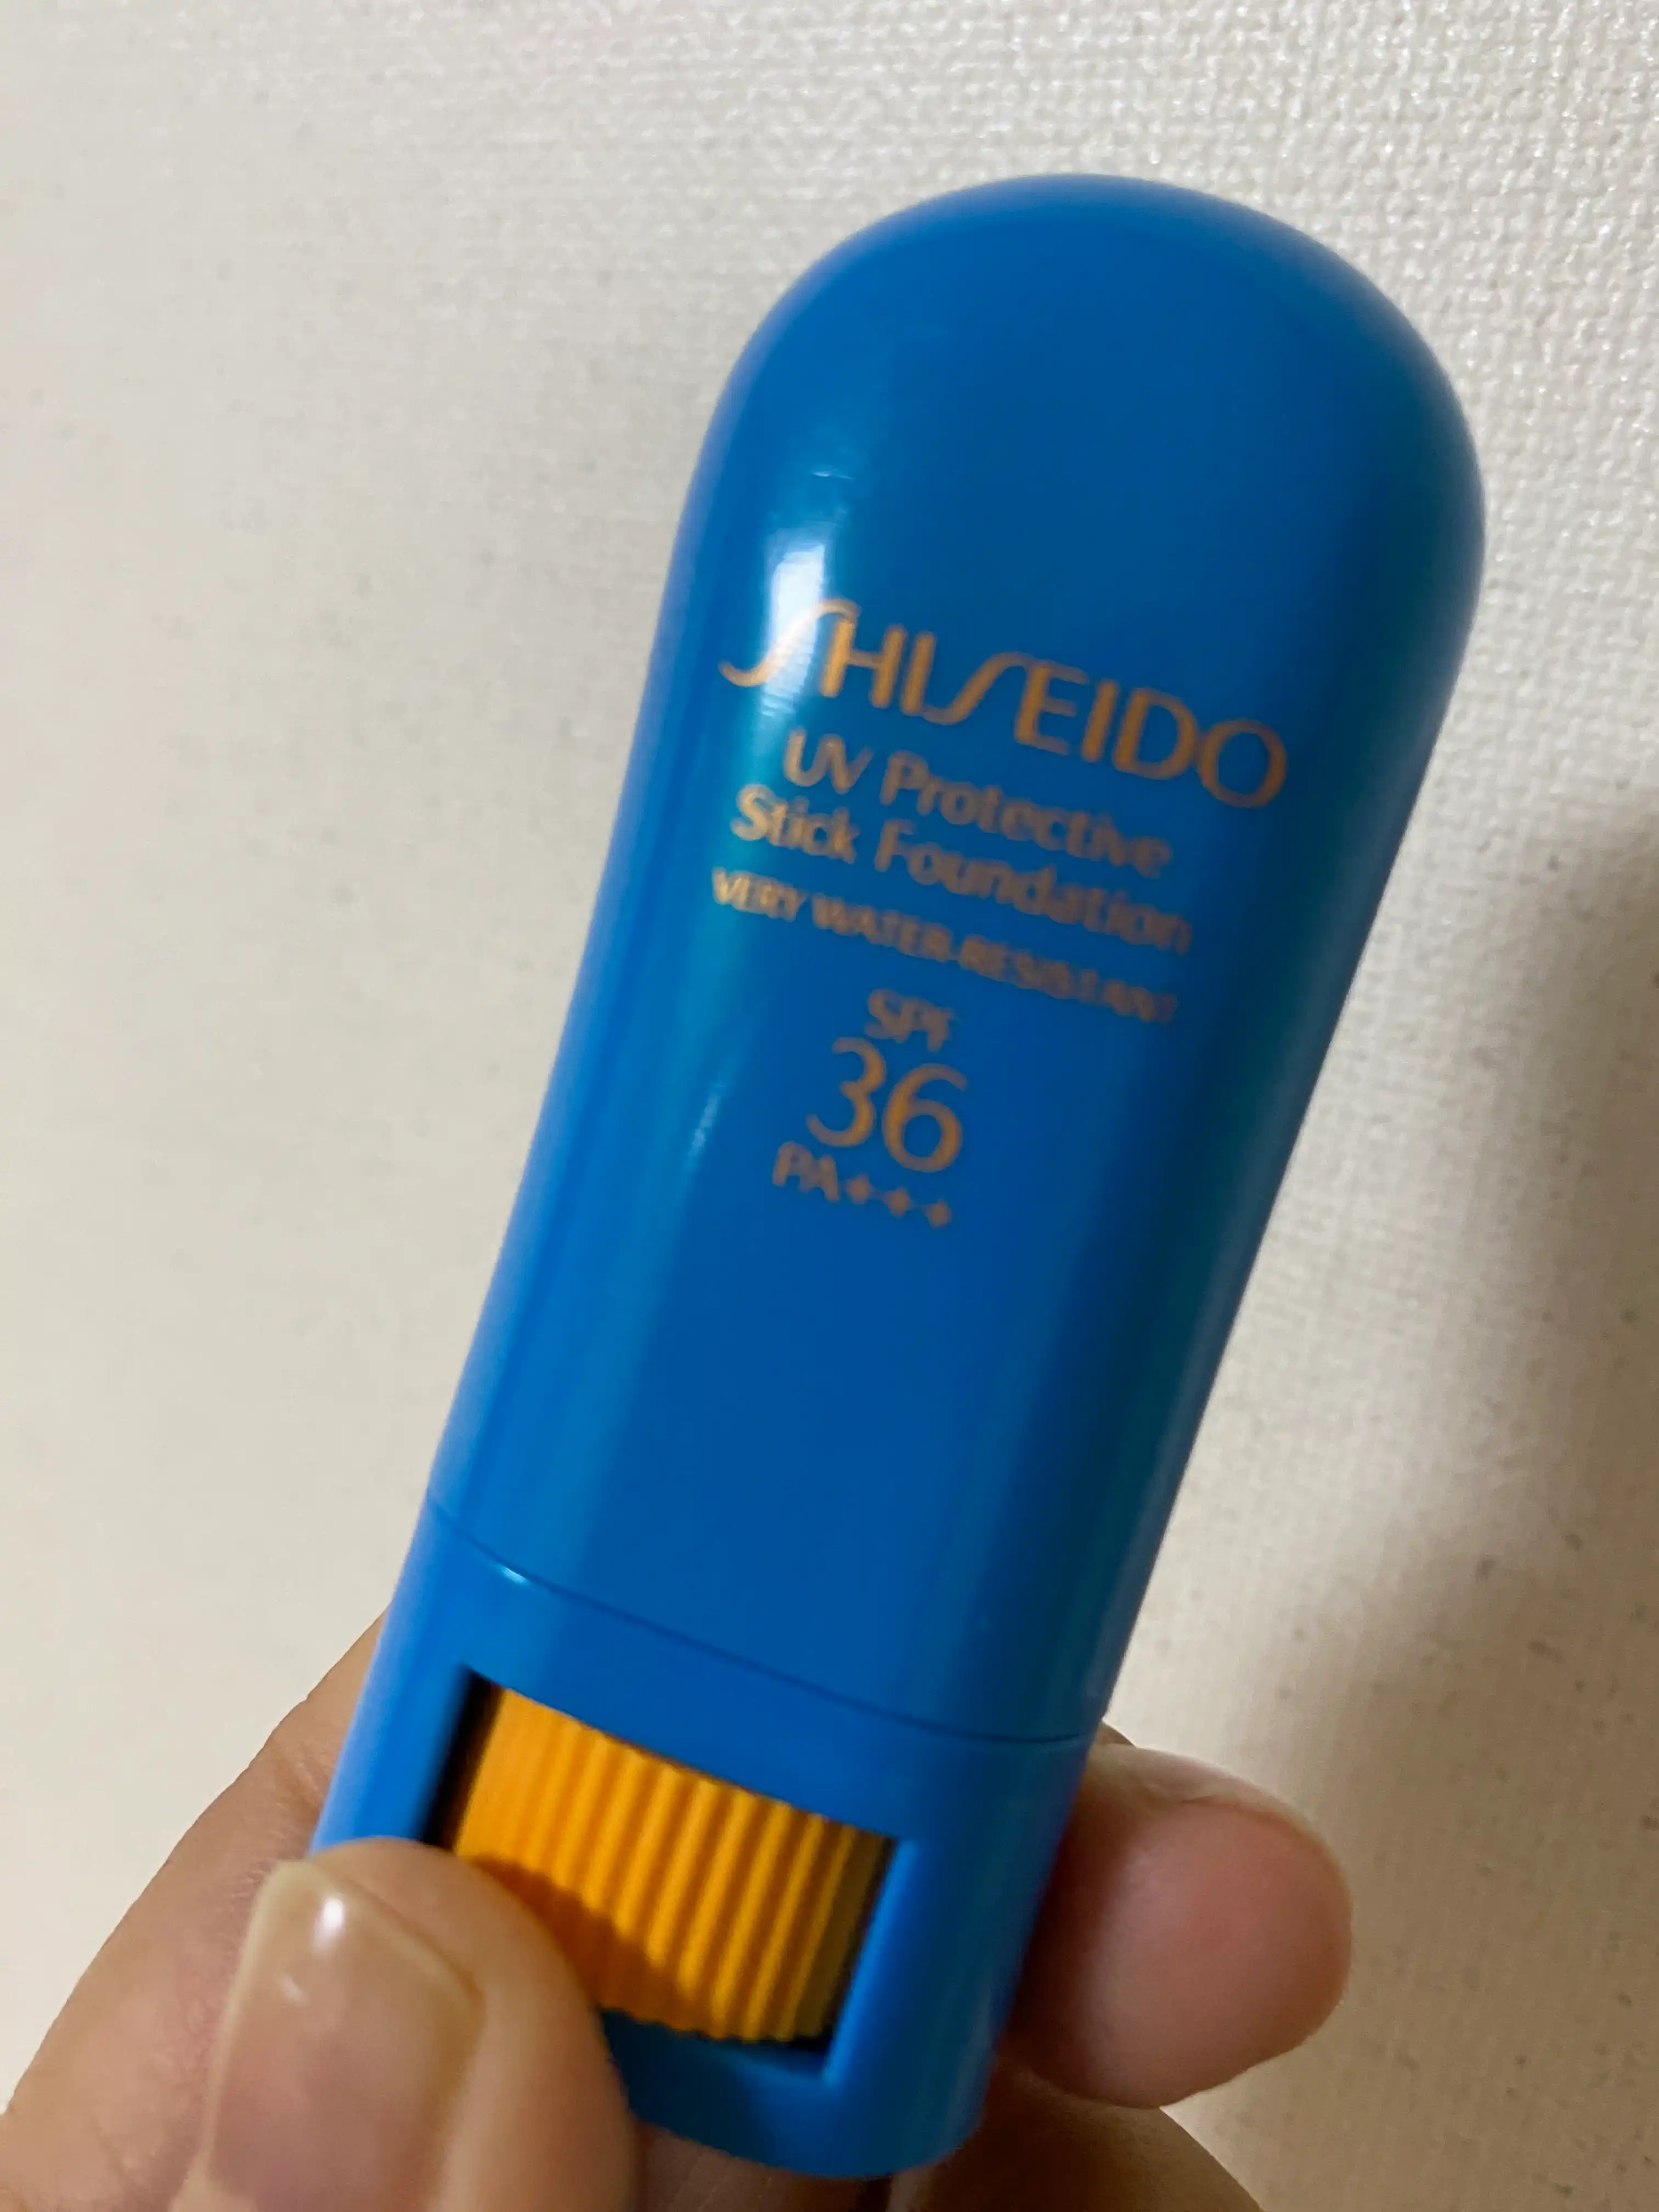 SHISEIDO
UV Protective
Stick Foundation
VERY WATER-RESISTANT
SPF
36
PA+++